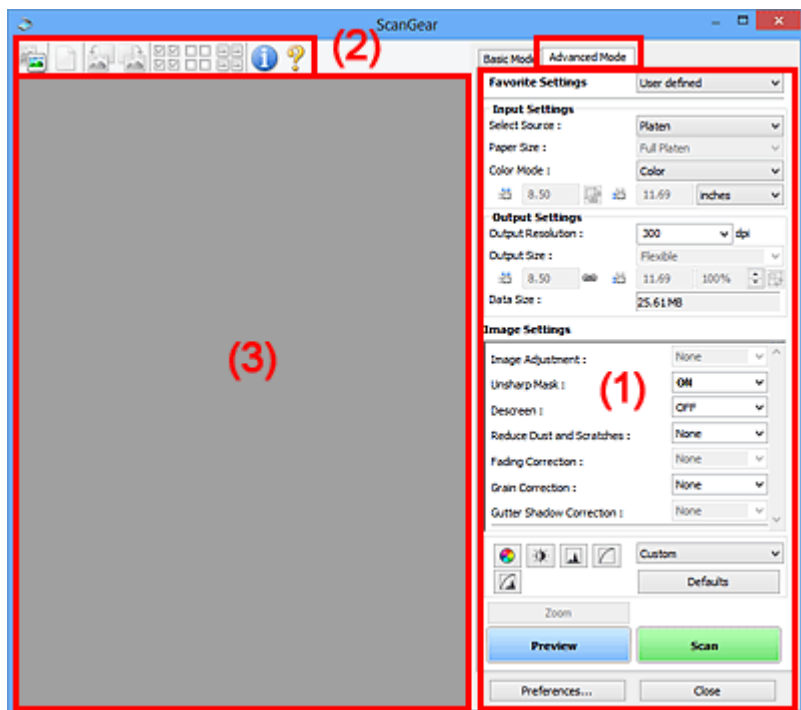 ScanGear
(2)
Basic Mode Advanced Mode
Favorite Settings User defined
Input Settings
Select Source : Platen
Paper Size : Full Platen
Color Mode : Color
8.50 11.69 inches
Output Settings
Output Resolution : 300 dpi
Output Size : Flexible
8.50 11.69 100%
Data Size : 25.61MB
Image Settings
(3)
(1)
Image Adjustment : None
Unsharp Mask : ON
Descreen : OFF
Reduce Dust and Scratches : None
Fading Correction : None
Grain Correction : None
Gutter Shadow Correction : None
Custom
Defaults
Zoom
Preview Scan
Preferences... Close